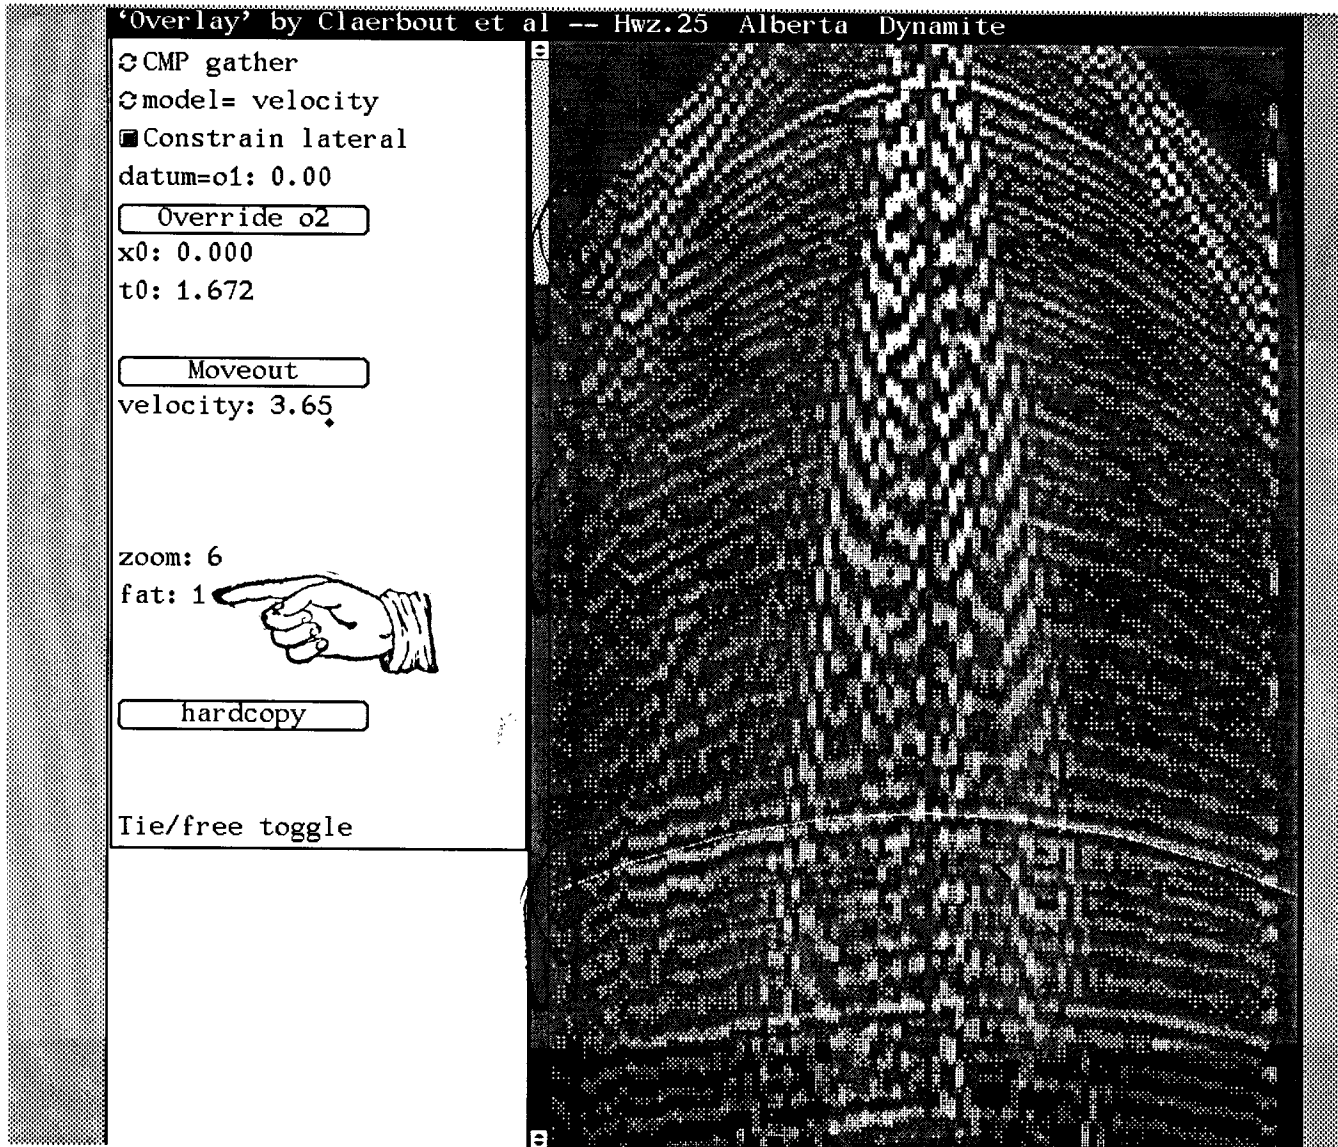 ‘Overlay’ by Claerbout et al -- Hwz.25 Alberta Dynamite
CMP gather
model= velocity
Constrain lateral
datum=o1: 0.00
Override o2
x0: 0.000
t0: 1.672
Moveout
velocity: 3.65
zoom: 6
fat: 1
hardcopy
Tie/free toggle